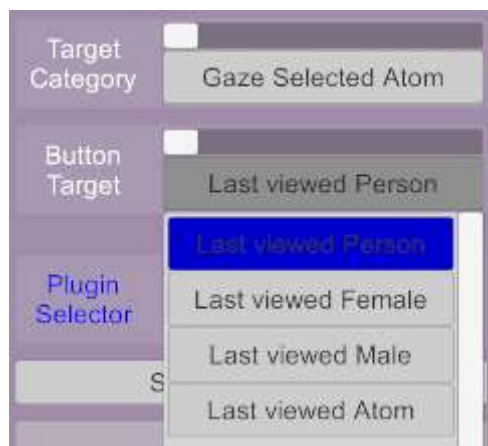 Target
Category
Gaze Selected Atom
Button
Target
Last viewed Person
Last viewed Person
Plugin
Selector
Last viewed Female
Last viewed Male
S
Last viewed Atom